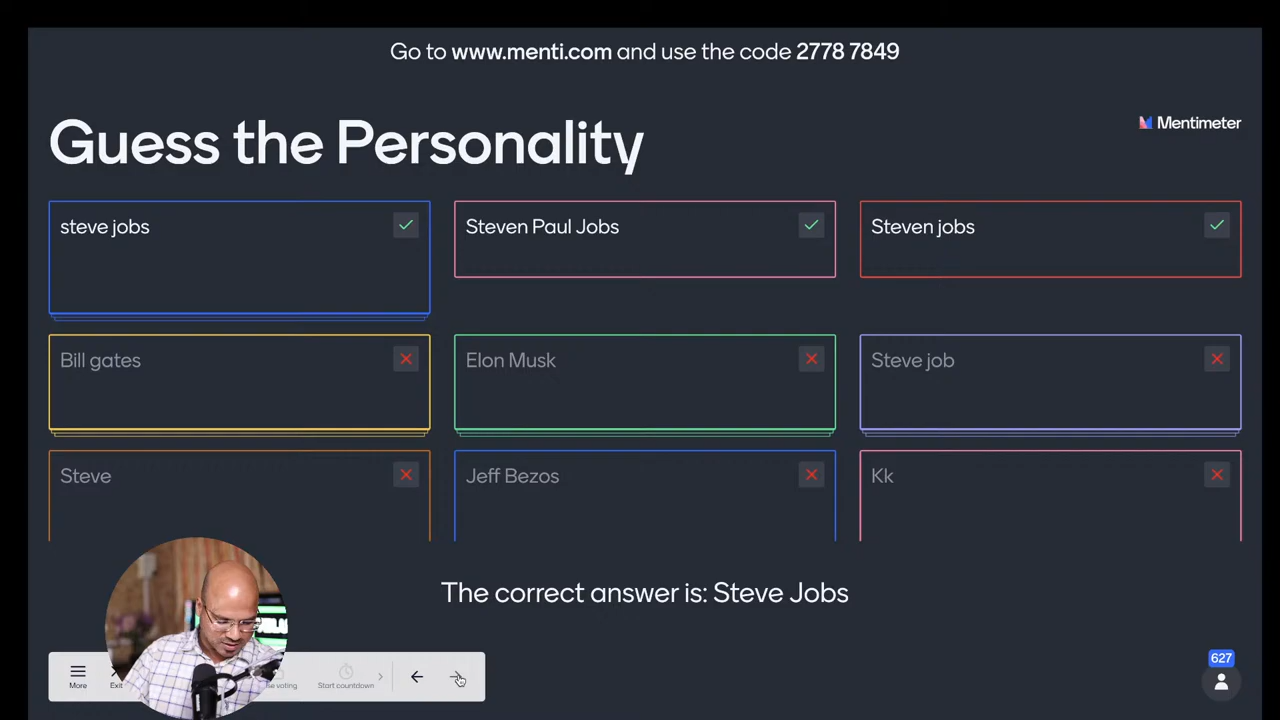 Go to www.menti.com and use the code 2778 7849
Guess the Personality
Mentimeter
steve jobs
Steven Paul Jobs
Steven jobs
Bill gates
Elon Musk
Steve job
Steve
Jeff Bezos
Kk
The correct answer is: Steve Jobs
More
Exit
voting
Start countdown
627